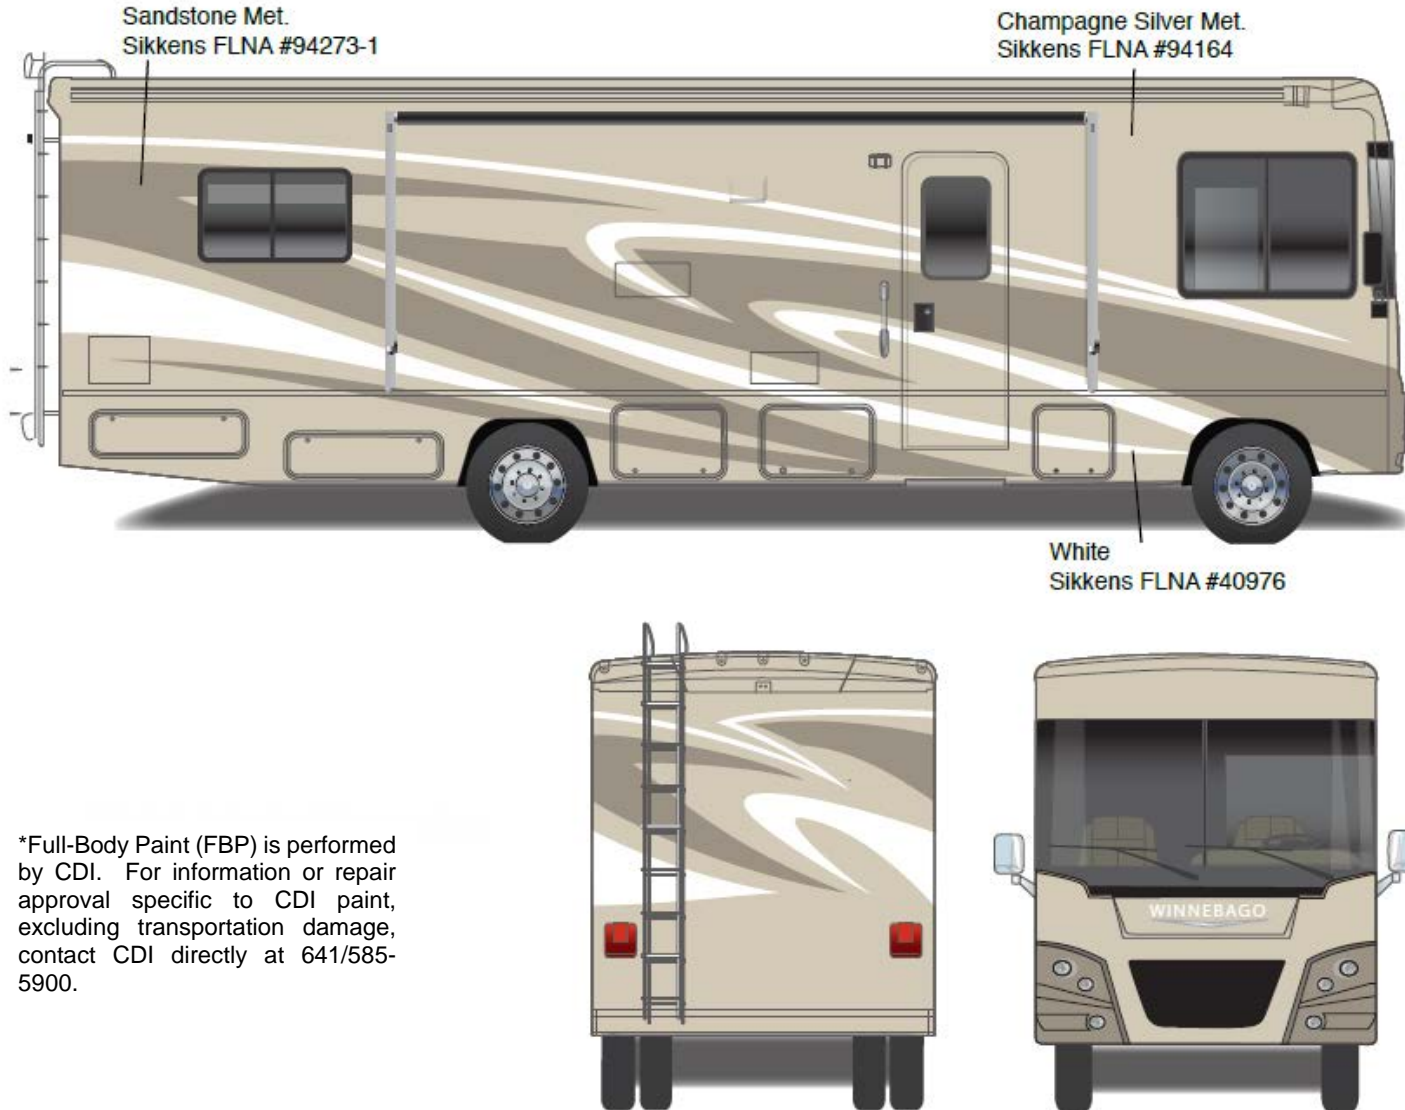 Sandstone Met.
Sikkens FLNA #94273-1
Champagne Silver Met.
Sikkens FLNA #94164
White
Sikkens FLNA #40976
*Full-Body Paint (FBP) is performed
by CDI. For information or repair
approval specific to CDI paint,
excluding transportation damage,
contact CDI directly at 641/585-
5900.
WINNEBAGO